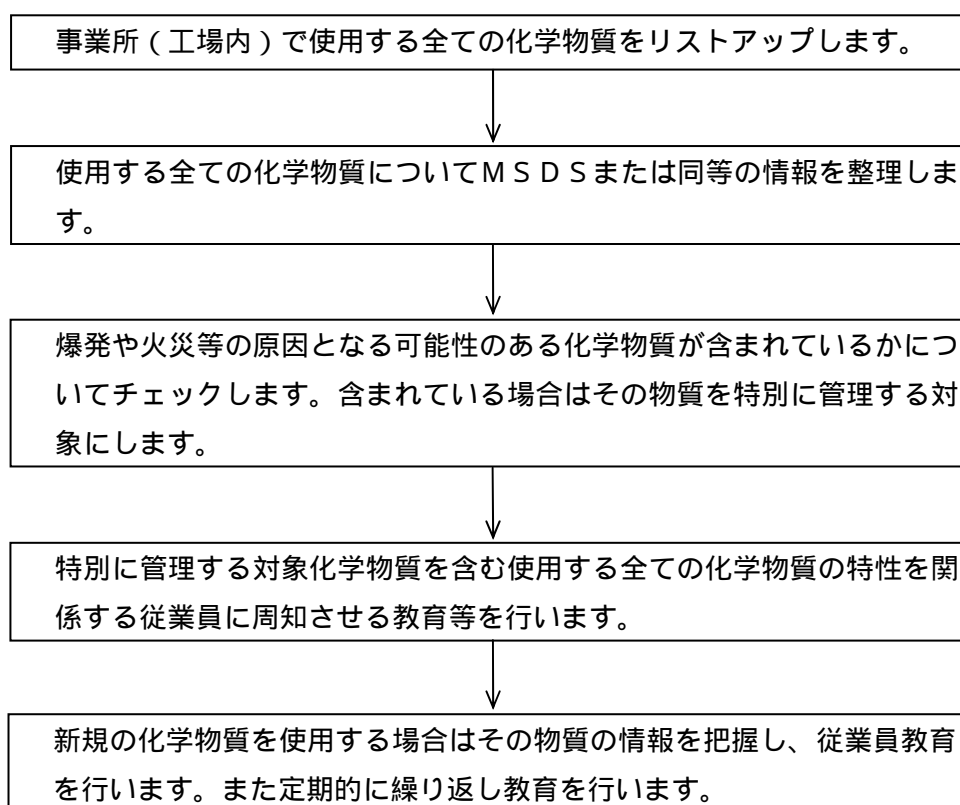 事業所（工場内）で使用する全ての化学物質をリストアップします。
使用する全ての化学物質についてＭＳＤＳまたは同等の情報を整理しま
す。
爆発や火災等の原因となる可能性のある化学物質が含まれているかにつ
いてチェックします。含まれている場合はその物質を特別に管理する対
象にします。
特別に管理する対象化学物質を含む使用する全ての化学物質の特性を関
係する従業員に周知させる教育等を行います。
新規の化学物質を使用する場合はその物質の情報を把握し、従業員教育
を行います。また定期的に繰り返し教育を行います。